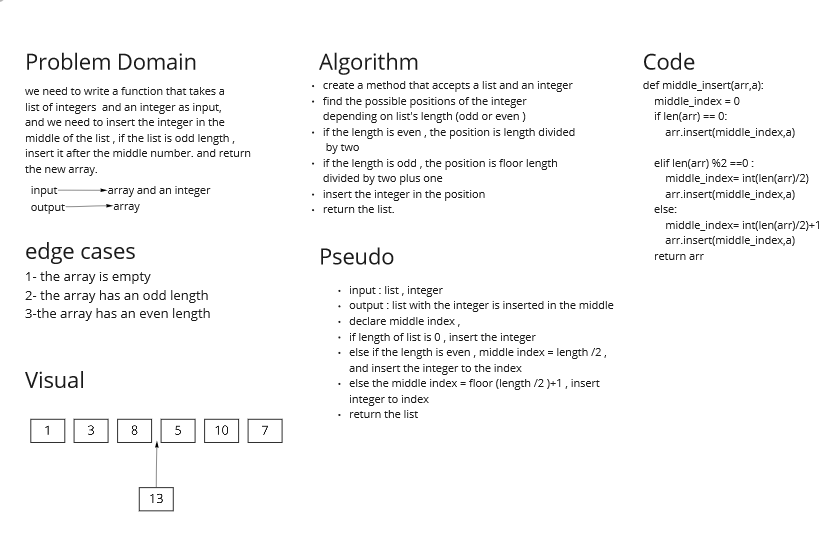 Problem Domain
we need to write a function that takes a
list of integers and an integer as input,
and we need to insert the integer in the
middle of the list , if the list is odd length ,
insert it after the middle number. and return
the new array.
input array and an integer
output array
edge cases
1- the array is empty
2- the array has an odd length
3-the array has an even length
Visual
1 3 8 5 10 7
13
Algorithm
· create a method that accepts a list and an integer
· find the possible positions of the integer
depending on list's length (odd or even )
· if the length is even , the position is length divided
by two
· if the length is odd , the position is floor length
divided by two plus one
· insert the integer in the position
· return the list.
Pseudo
· input : list , integer
· output : list with the integer is inserted in the middle
· declare middle index ,
· if length of list is 0 , insert the integer
· else if the length is even , middle index = length /2 ,
and insert the integer to the index
· else the middle index = floor (length /2 )+1 , insert
integer to index
· return the list
Code
def middle_insert(arr,a):
middle_index = 0
if len(arr) == 0:
arr.insert(middle_index,a)
elif len(arr) %2 ==0 :
middle_index= int(len(arr)/2)
arr.insert(middle_index,a)
else:
middle_index= int(len(arr)/2)+1
arr.insert(middle_index,a)
return arr